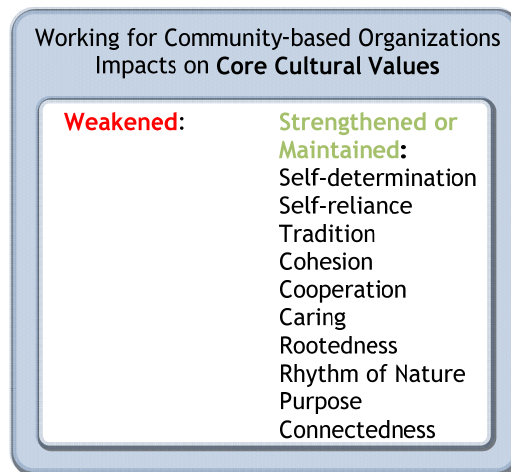 Working for Community-based Organizations
Impacts on Core Cultural Values
Weakened:
Strengthened or
Maintained:
Self-determination
Self-reliance
Tradition
Cohesion
Cooperation
Caring
Rootedness
Rhythm of Nature
Purpose
Connectedness